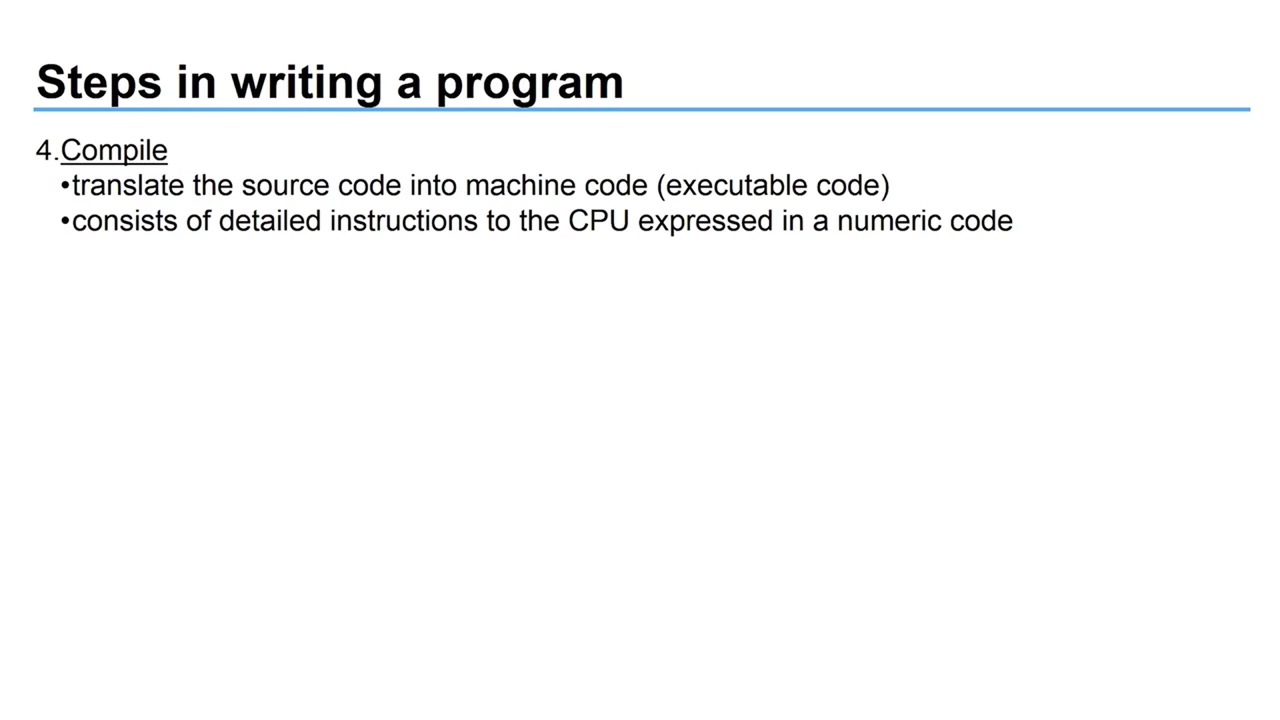 Steps in writing a program
4.Compile
•translate the source code into machine code (executable code)
•consists of detailed instructions to the CPU expressed in a numeric code